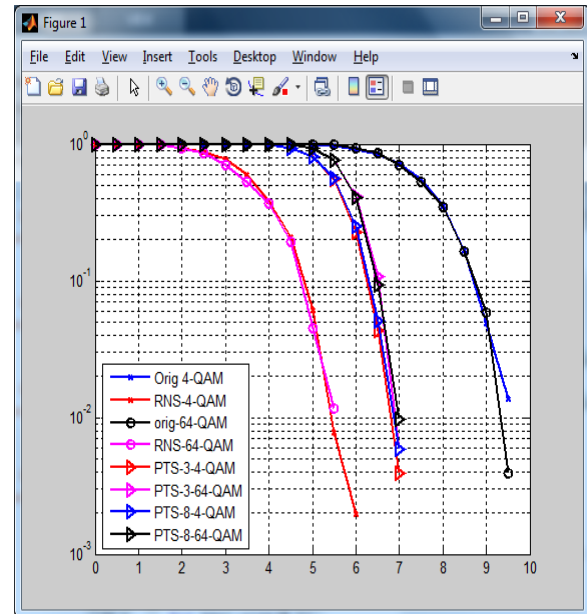 Figure 1
File Edit View Insert Tools Desktop Window Help
10^0
10^-1
10^-2
10^-3
Orig 4-QAM
RNS-4-QAM
orig-64-QAM
RNS-64-QAM
PTS-3-4-QAM
PTS-3-64-QAM
PTS-8-4-QAM
PTS-8-64-QAM
0 1 2 3 4 5 6 7 8 9 10